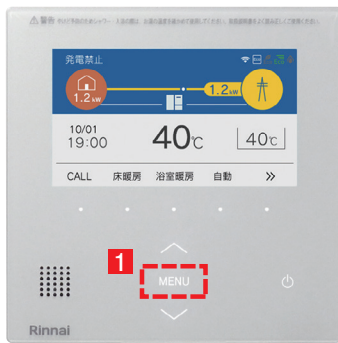 ⚠警告
発電禁止
1.2kW
1.2kW
10/01
19:00
40℃
40℃
CALL 床暖房 浴室暖房 自動 »
1
MENU
Rinnai